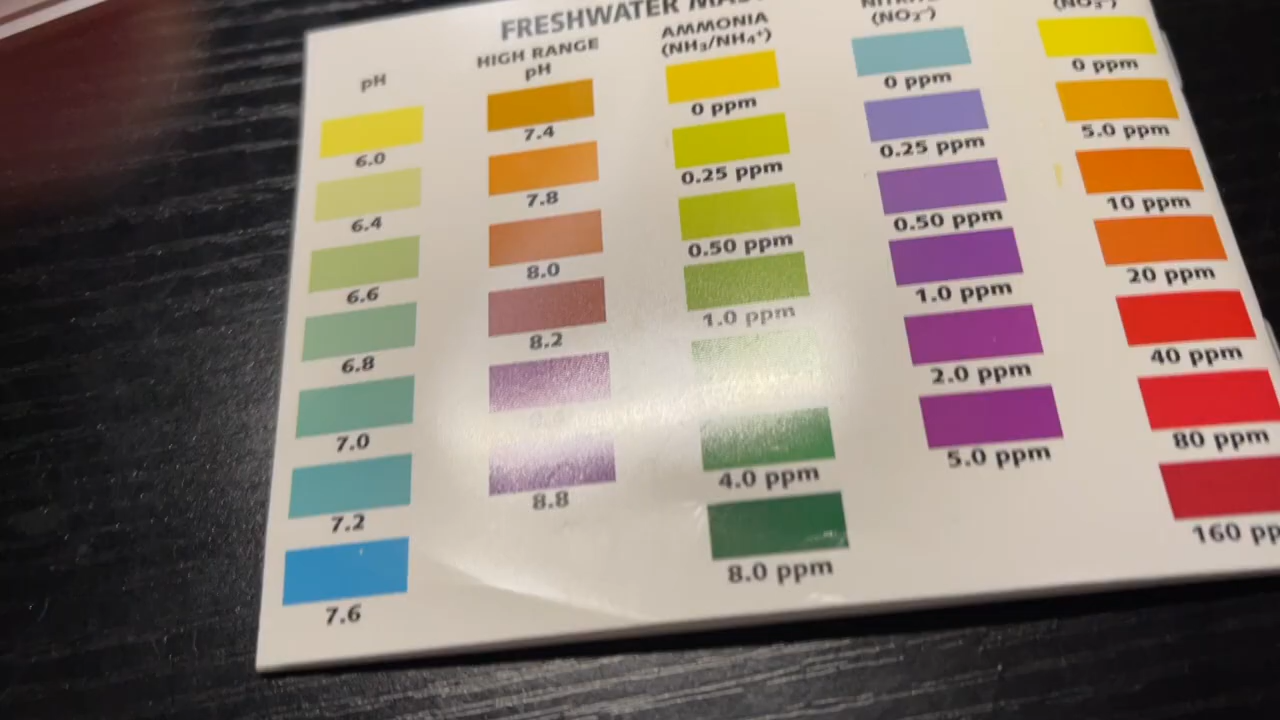 FRESHWATER
pH
6.0
6.4
6.6
6.8
7.0
7.2
7.6
HIGH RANGE
pH
7.4
7.8
8.0
8.2
8.8
AMMONIA
(NH₃/NH₄⁺)
0 ppm
0.25 ppm
0.50 ppm
1.0 ppm
4.0 ppm
8.0 ppm
(NO₂⁻)
0 ppm
0.25 ppm
0.50 ppm
1.0 ppm
2.0 ppm
5.0 ppm
(NO₃⁻)
0 ppm
5.0 ppm
10 ppm
20 ppm
40 ppm
80 ppm
160 pp